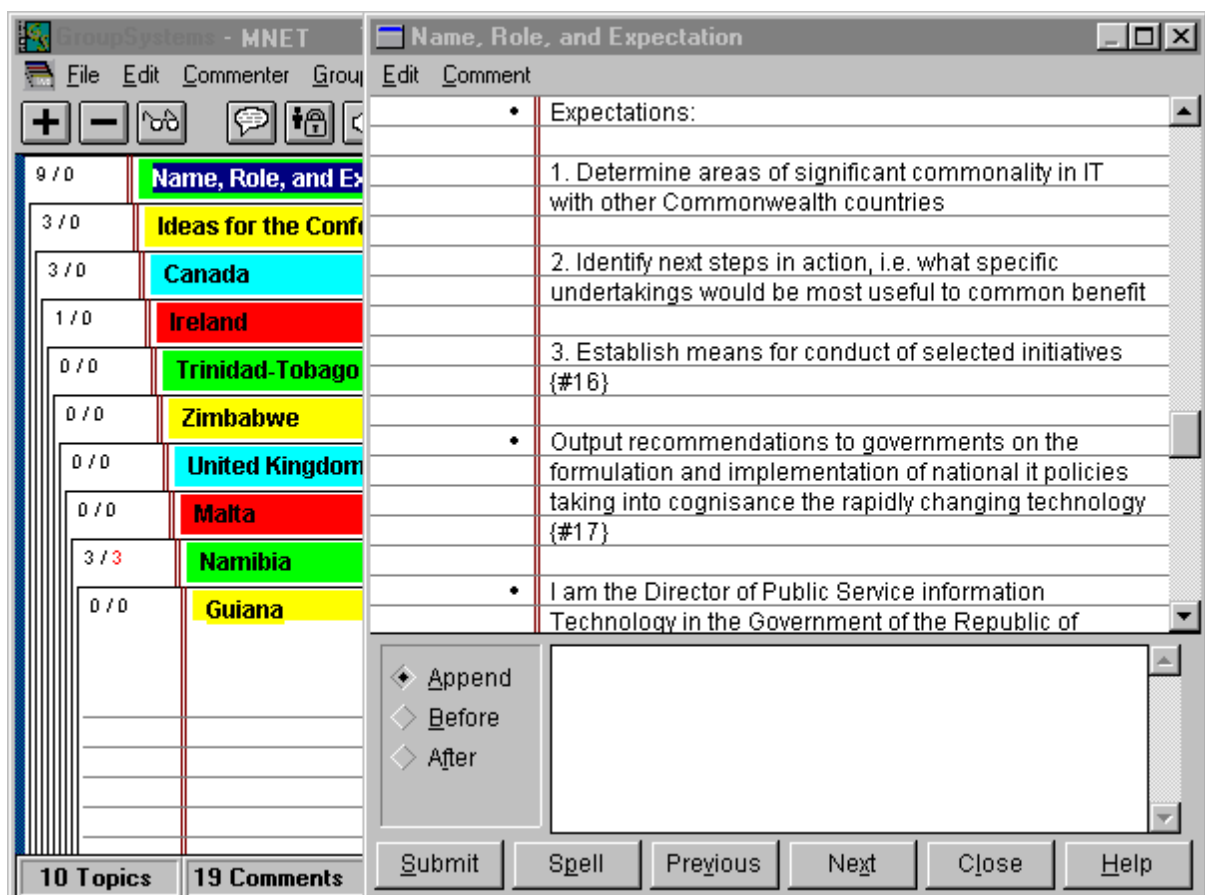 GroupSystems - MNET
File Edit Commenter Grou
9 / 0 Name, Role, and Ex
3 / 0 Ideas for the Confe
3 / 0 Canada
1 / 0 Ireland
0 / 0 Trinidad-Tobago
0 / 0 Zimbabwe
0 / 0 United Kingdom
0 / 0 Malta
3 / 3 Namibia
0 / 0 Guiana
10 Topics 19 Comments
Name, Role, and Expectation
Edit Comment
• Expectations:
1. Determine areas of significant commonality in IT
with other Commonwealth countries
2. Identify next steps in action, i.e. what specific
undertakings would be most useful to common benefit
3. Establish means for conduct of selected initiatives
{#16}
• Output recommendations to governments on the
formulation and implementation of national it policies
taking into cognisance the rapidly changing technology
{#17}
• I am the Director of Public Service information
Technology in the Government of the Republic of
Append
Before
After
Submit Spell Previous Next Close Help